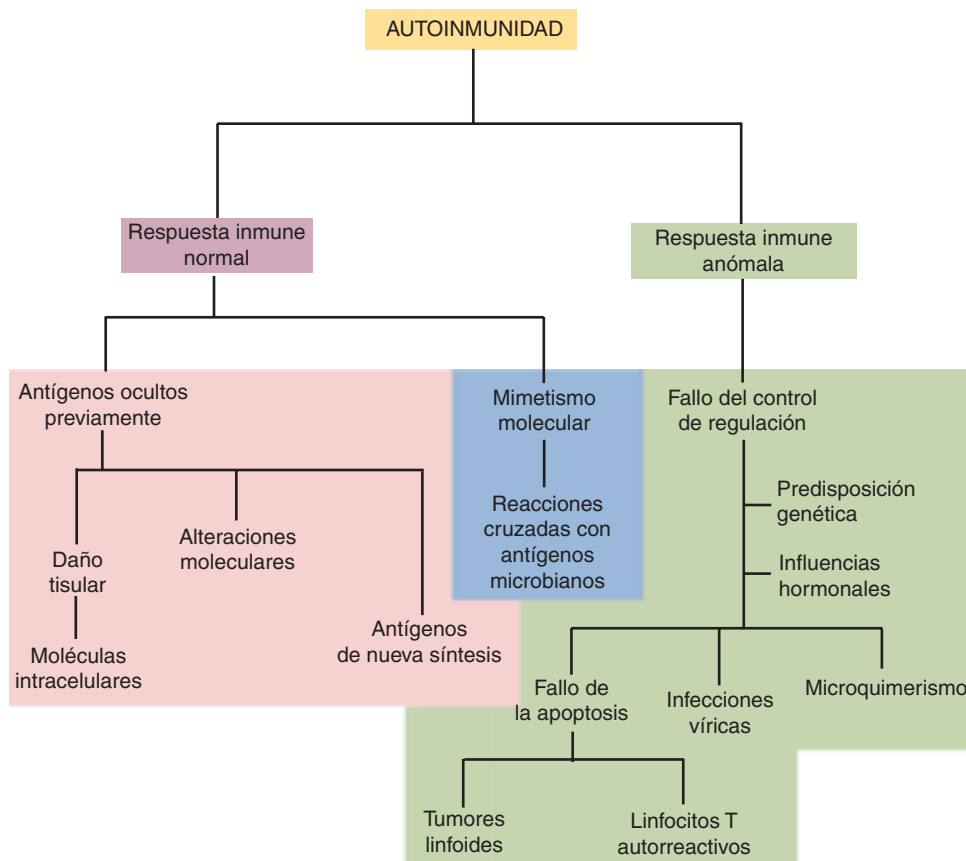 AUTOINMUNIDAD
Respuesta inmune
normal
Respuesta inmune
anómala
Antígenos ocultos
previamente
Mimetismo
molecular
Fallo del control
de regulación
Predisposición
genética
Influencias
hormonales
Daño
tisular
Alteraciones
moleculares
Reacciones
cruzadas con
antígenos
microbianos
Moléculas
intracelulares
Antígenos
de nueva síntesis
Fallo de
la apoptosis
Infecciones
víricas
Microquimerismo
Tumores
linfoides
Linfocitos T
autorreactivos